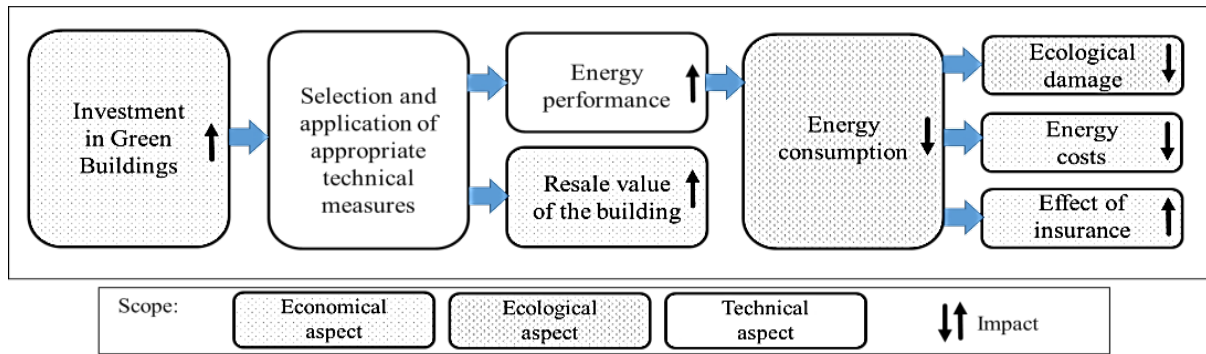 Investment
in Green
Buildings
Selection and
application of
appropriate
technical
measures
Energy
performance
Resale value
of the building
Energy
consumption
Ecological
damage
Energy
costs
Effect of
insurance
Scope:
Economical
aspect
Ecological
aspect
Technical
aspect
Impact